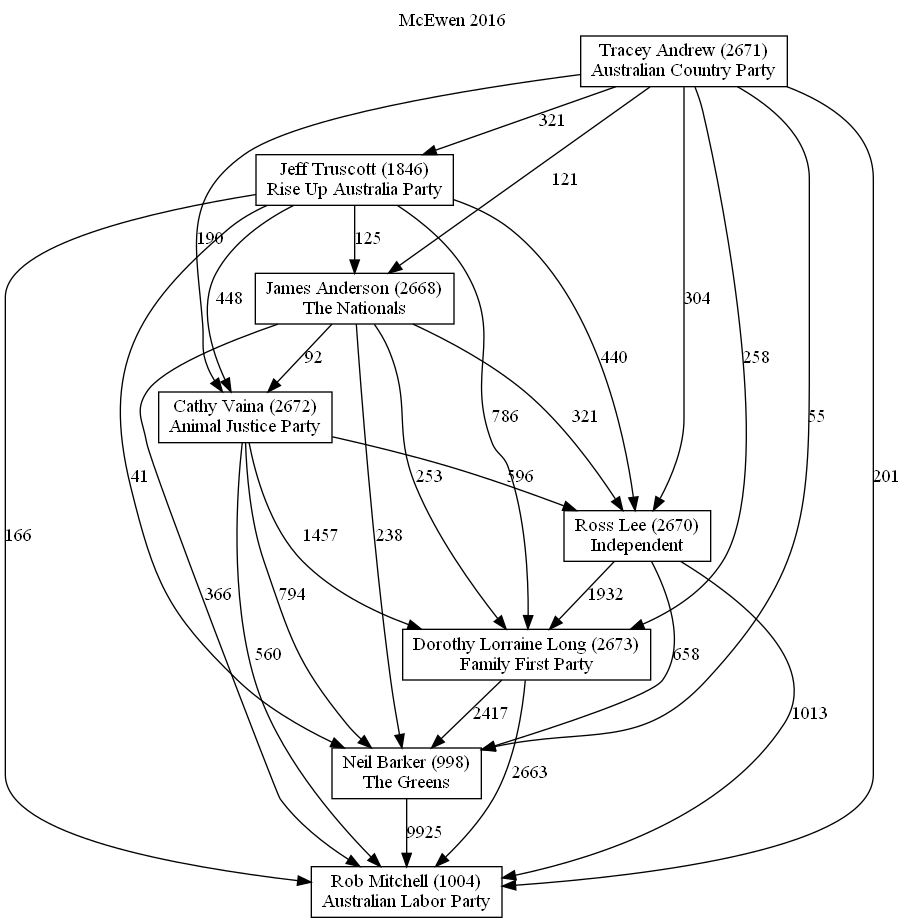 McEwen 2016
Tracey Andrew (2671)
Australian Country Party
321
Jeff Truscott (1846)
Rise Up Australia Party
121
190
125
448
304
James Anderson (2668)
The Nationals
92
440
258
Cathy Vaina (2672)
Animal Justice Party
786
321
55
41
253
596
201
Ross Lee (2670)
Independent
166
1457
238
366
794
1932
Dorothy Lorraine Long (2673)
Family First Party
560
658
2417
1013
Neil Barker (998)
The Greens
2663
9925
Rob Mitchell (1004)
Australian Labor Party